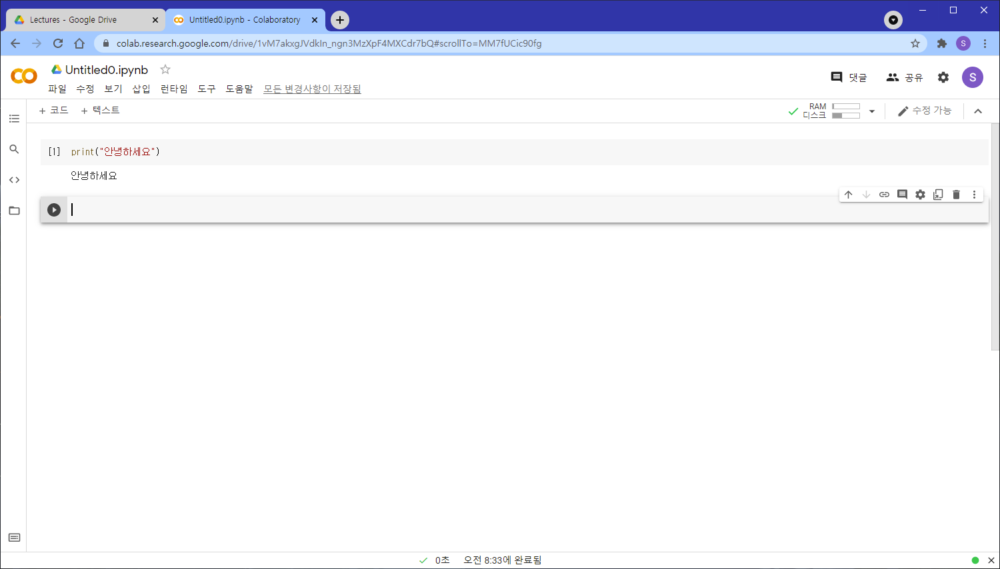 Lectures - Google Drive
Untitled0.ipynb - Colaboratory
colab.research.google.com/drive/1vM7akxgJVdkIn_ngn3MzXpF4MXCdr7bQ#scrollTo=MM7fUCic90fg
S
Untitled0.ipynb
파일 수정 보기 삽입 런타임 도구 도움말 모든 변경사항이 저장됨
댓글 공유 S
+ 코드 + 텍스트
RAM
디스크
수정 가능
[1] print("안녕하세요")
안녕하세요
0초 오전 8:33에 완료됨